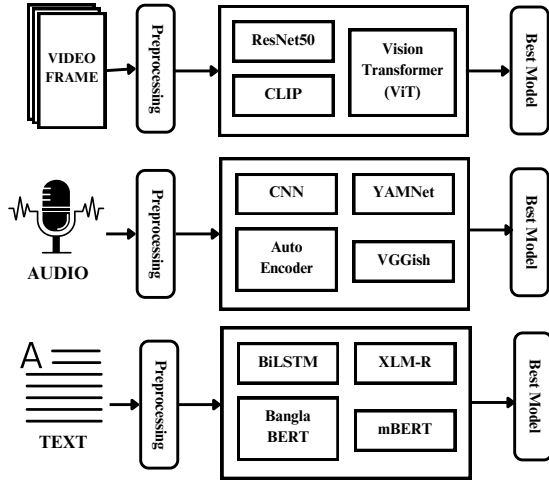 VIDEO
FRAME
Preprocessing
ResNet50
CLIP
Vision
Transformer
(ViT)
Best Model
AUDIO
Preprocessing
CNN
YAMNet
Auto
Encoder
VGGish
Best Model
A
TEXT
Preprocessing
BiLSTM
XLM-R
Bangla
BERT
mBERT
Best Model